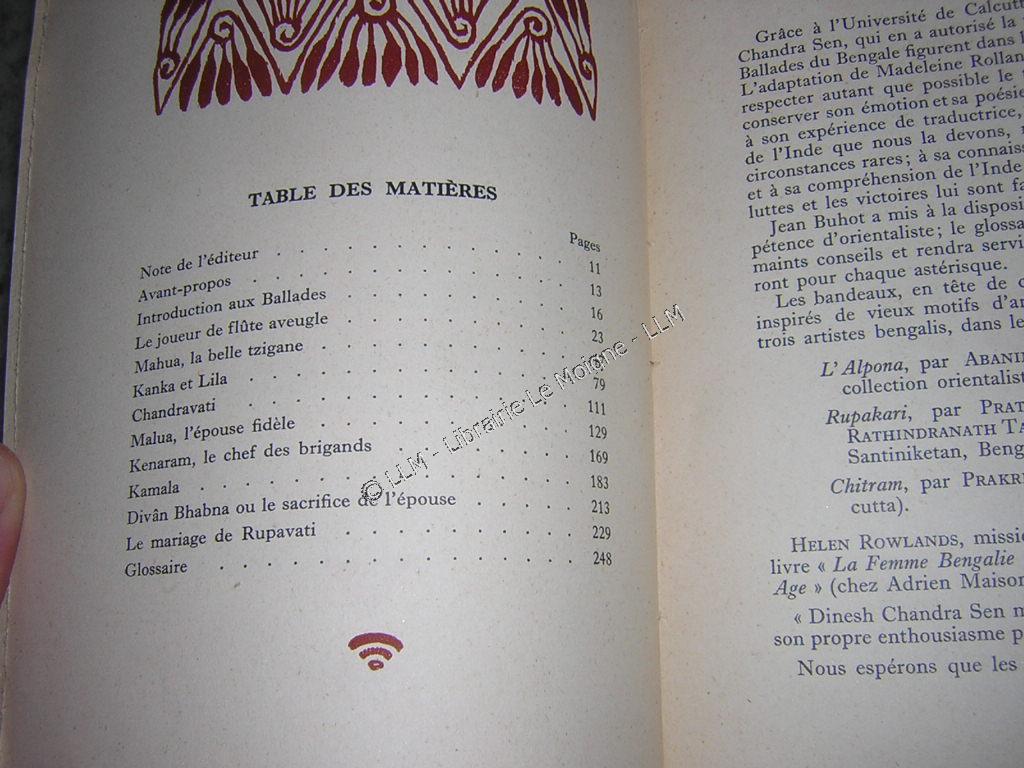 TABLE DES MATIÈRES
Pages
Note de l'éditeur 11
Avant-propos 13
Introduction aux Ballades 16
Le joueur de flûte aveugle 23
Mahua, la belle tzigane
Kanka et Lila 79
Chandravati 111
Malua, l'épouse fidèle 129
Kenaram, le chef des brigands 169
Kamala 183
Divân Bhabna ou le sacrifice de l'épouse 213
Le mariage de Rupavati 229
Glossaire 248
© LLM - Librairie Le Moigne - LLM
Grâce à l'Université de Calcutt
Chandra Sen, qui en a autorisé la
Ballades du Bengale figurent dans l
L'adaptation de Madeleine Rollan
respecter autant que possible le
conserver son émotion et sa poésie
à son expérience de traductrice,
de l'Inde que nous la devons,
circonstances rares; à sa connaiss
et à sa compréhension de l'Inde
luttes et les victoires lui sont fa
Jean Buhot a mis à la disposi
pétence d'orientaliste; le glossa
maints conseils et rendra servi
ront pour chaque astérisque.
Les bandeaux, en tête de c
inspirés de vieux motifs d'ar
trois artistes bengalis, dans le
L'Alpona, par ABANI
collection orientalist
Rupakari, par PRAT
RATHINDRANATH TA
Santiniketan, Beng
Chitram, par PRAKR
cutta).
HELEN ROWLANDS, missio
livre « La Femme Bengalie
Age » (chez Adrien Maison
« Dinesh Chandra Sen m
son propre enthousiasme p
Nous espérons que les